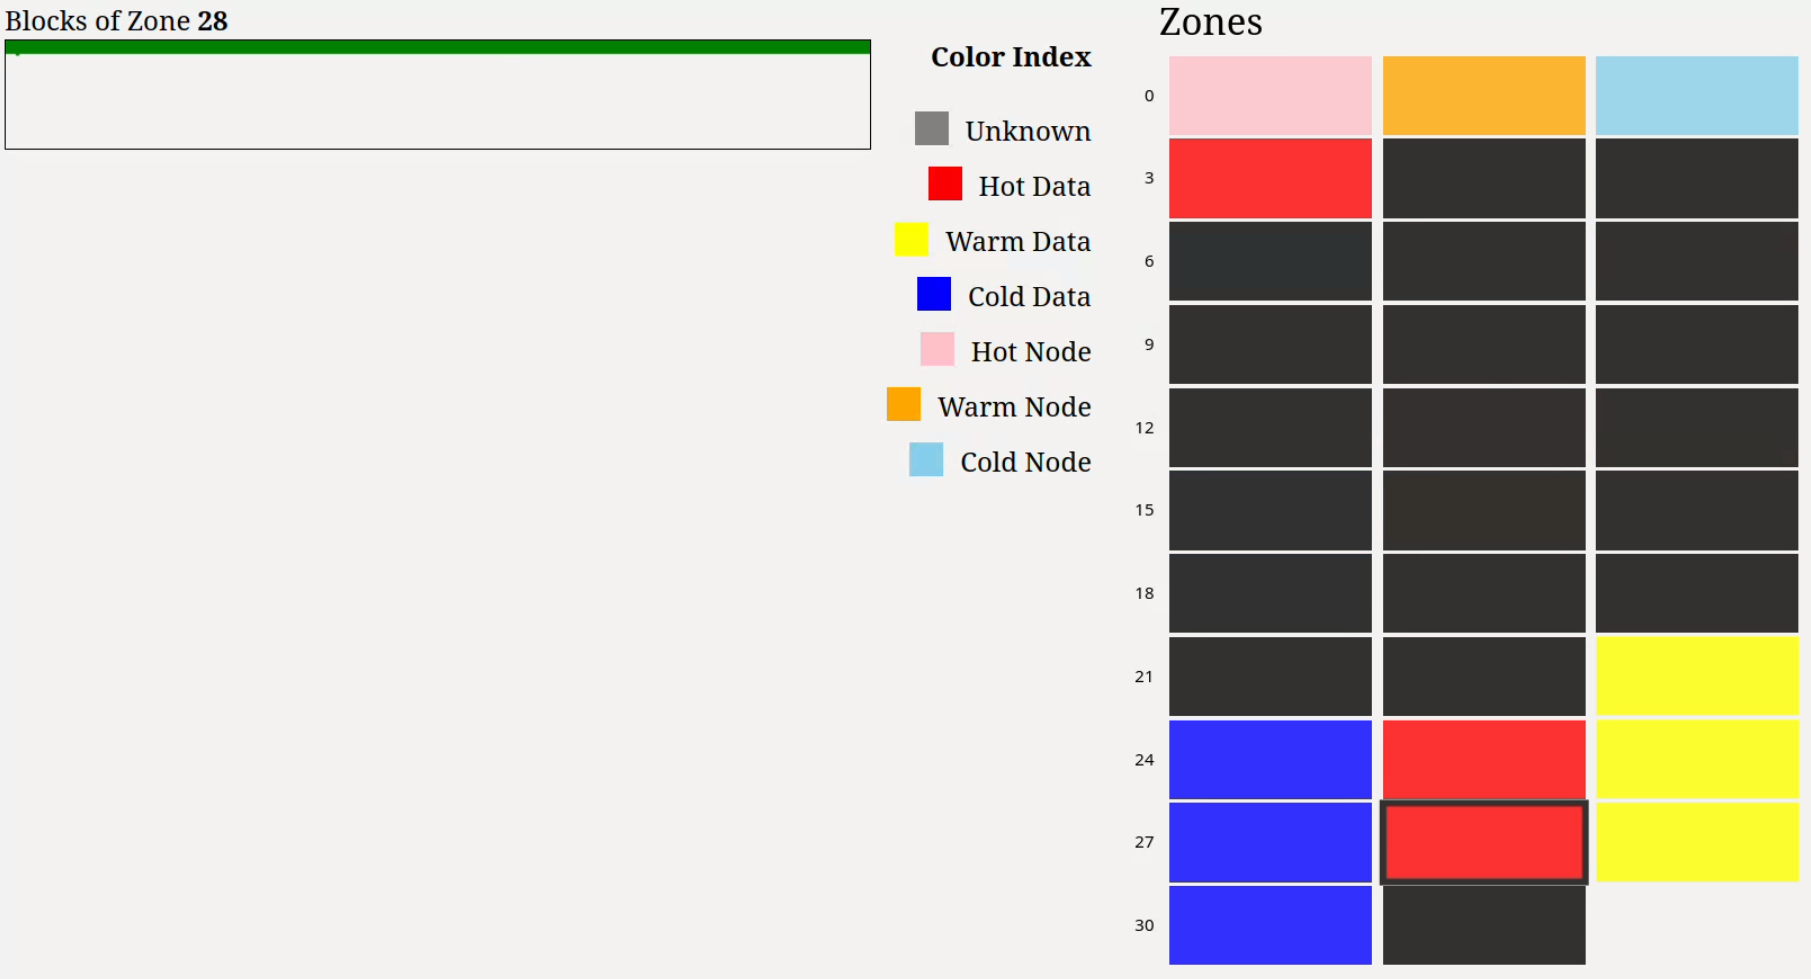 Blocks of Zone 28
Color Index
Unknown
Hot Data
Warm Data
Cold Data
Hot Node
Warm Node
Cold Node
Zones
0
3
6
9
12
15
18
21
24
27
30